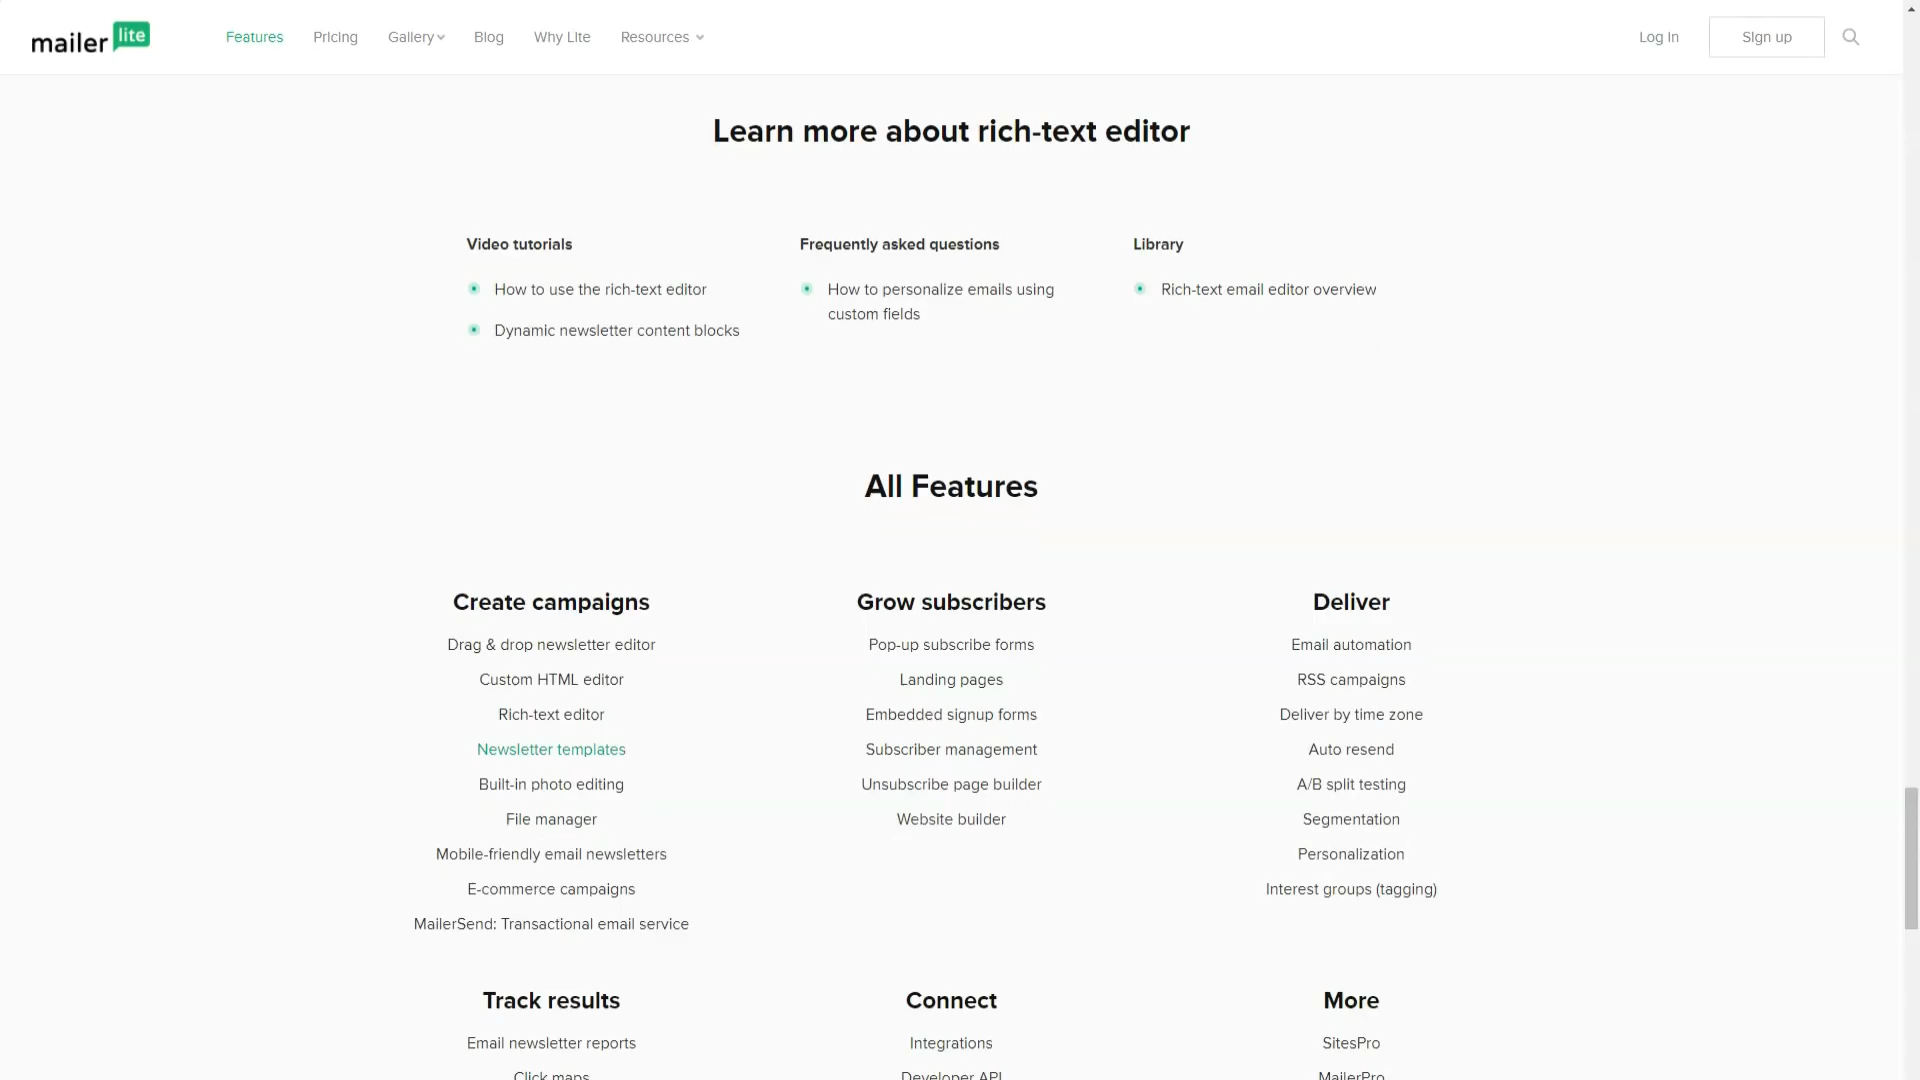 mailer lite
Features Pricing Gallery Blog Why Lite Resources Log In Sign up
Learn more about rich-text editor
Video tutorials
How to use the rich-text editor
Dynamic newsletter content blocks
Frequently asked questions
How to personalize emails using
custom fields
Library
Rich-text email editor overview
All Features
Create campaigns
Drag & drop newsletter editor
Custom HTML editor
Rich-text editor
Newsletter templates
Built-in photo editing
File manager
Mobile-friendly email newsletters
E-commerce campaigns
MailerSend: Transactional email service
Grow subscribers
Pop-up subscribe forms
Landing pages
Embedded signup forms
Subscriber management
Unsubscribe page builder
Website builder
Deliver
Email automation
RSS campaigns
Deliver by time zone
Auto resend
A/B split testing
Segmentation
Personalization
Interest groups (tagging)
Track results
Email newsletter reports
Click maps
Connect
Integrations
Developer API
More
SitesPro
MailerPro